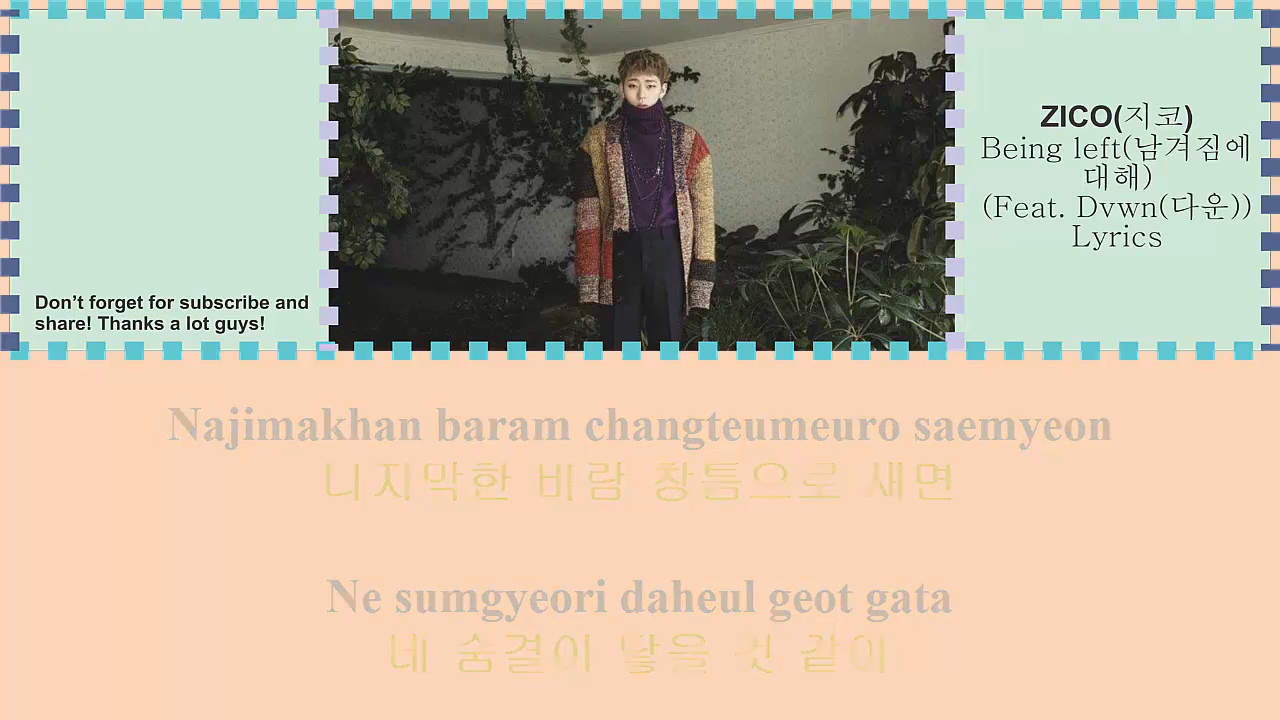 Don't forget for subscribe and
share! Thanks a lot guys!
ZICO(지코)
Being left(남겨짐에
대해)
(Feat. Dvwn(다운))
Lyrics
Najimakhan baram changteumeuro saemyeon
나지막한 바람 창틈으로 새면
Ne sumgyeori daheul geot gata
네 숨결이 닿을 것 같아